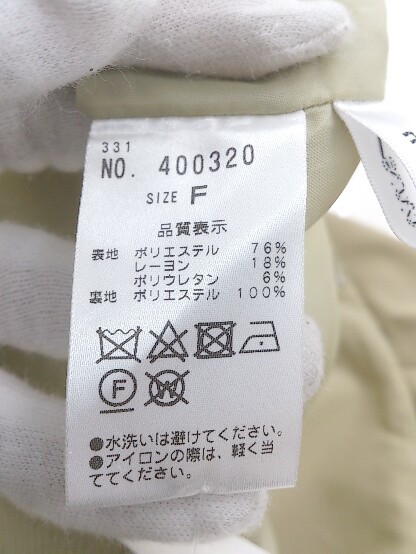 331
NO. 400320
SIZE F
品質表示
表地 ポリエステル 76%
レーヨン 18%
ポリウレタン 6%
裏地 ポリエステル 100%
F W
●水洗いは避けてください。
●アイロンの際は、軽く当
ててください。